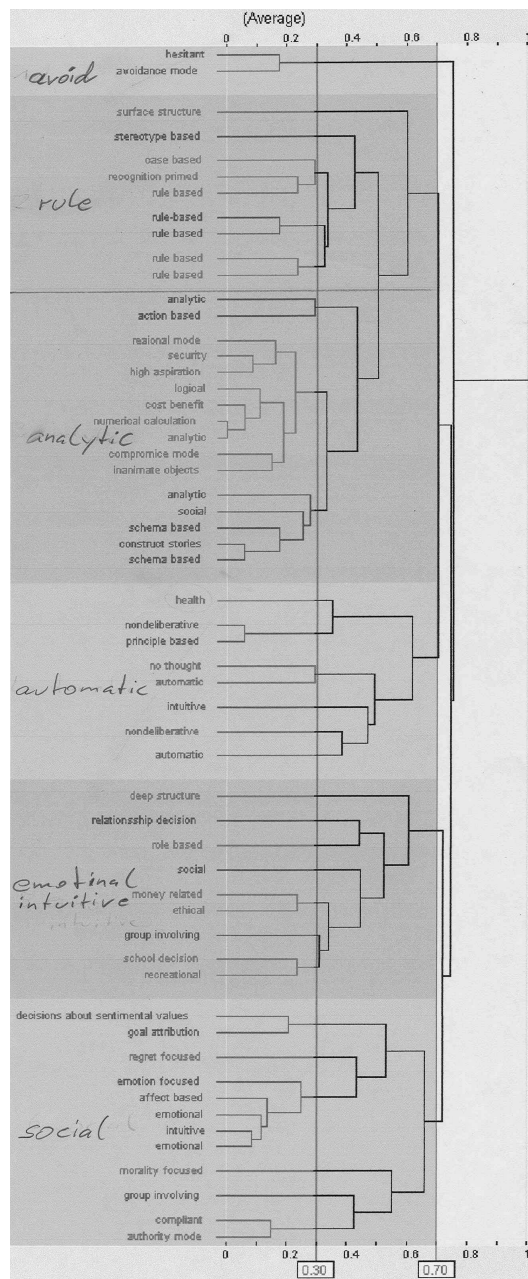 (Average)
0 0.2 0.4 0.6 0.8 1
hesitant
avoidance mode
avoid
surface structure
stereotype based
case based
recognition primed
rule based
rule
rule-based
rule based
rule based
rule based
analytic
action based
regional mode
security
high aspiration
logical
cost benefit
numerical calculation
analytic
analytic
compromice mode
inanimate objects
analytic
social
schema based
construct stories
schema based
health
nondeliberative
principle based
no thought
automatic
automatic
intuitive
nondeliberative
automatic
deep structure
relationsship decision
role based
social
emotinal
intuitive
money related
ethical
group involving
school decision
recreational
decisions about sentimental values
goal attribution
regret focused
emotion focused
affect based
emotional
social
intuitive
emotional
morality focused
group involving
compliant
authority mode
0 0.2 0.4 0.6 0.8 1
0.30 0.70